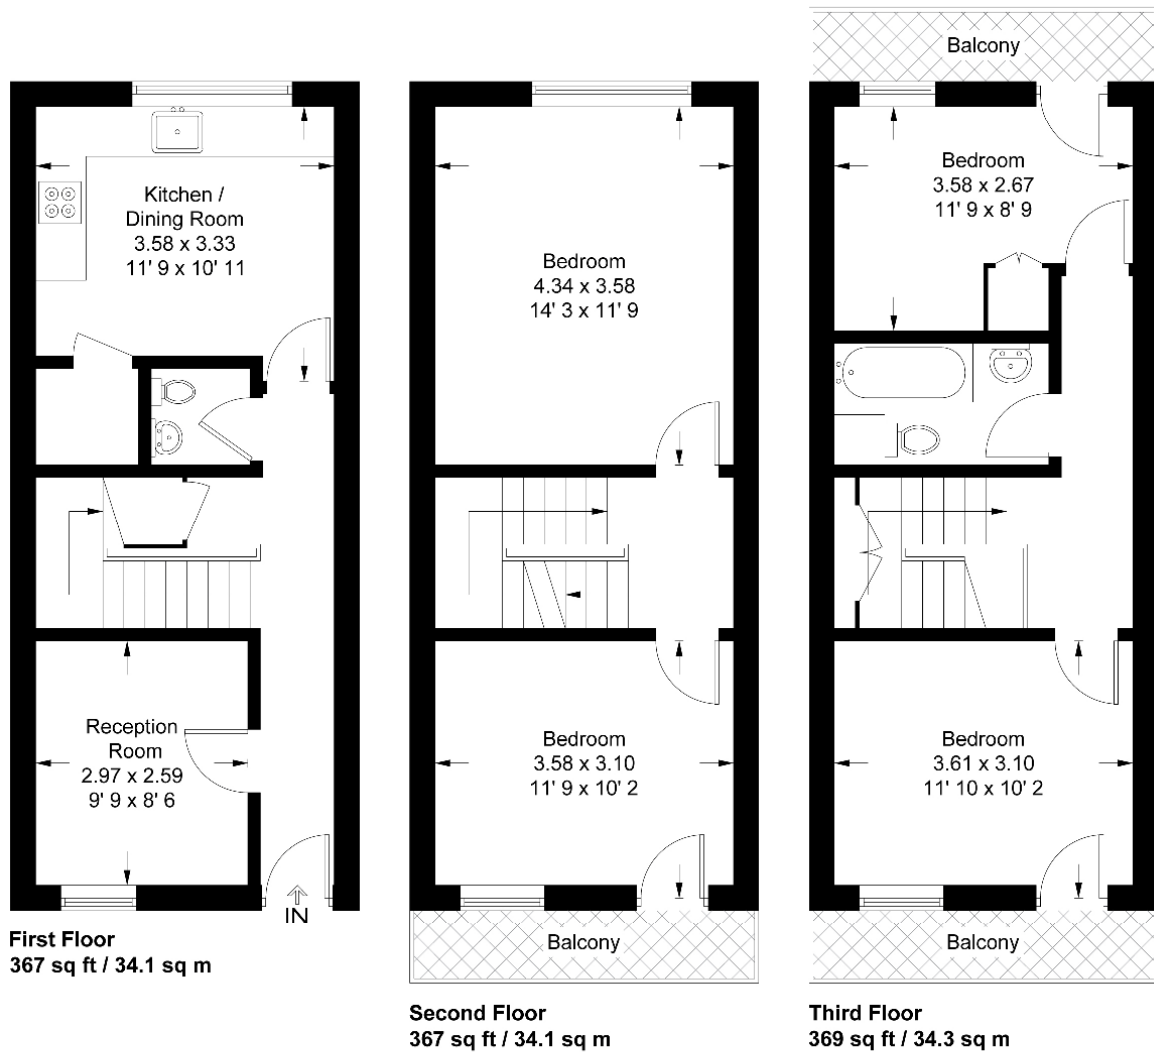 Kitchen /
Dining Room
3.58 x 3.33
11' 9 x 10' 11
Reception
Room
2.97 x 2.59
9' 9 x 8' 6
IN
First Floor
367 sq ft / 34.1 sq m
Bedroom
4.34 x 3.58
14' 3 x 11' 9
Bedroom
3.58 x 3.10
11' 9 x 10' 2
Balcony
Second Floor
367 sq ft / 34.1 sq m
Balcony
Bedroom
3.58 x 2.67
11' 9 x 8' 9
Bedroom
3.61 x 3.10
11' 10 x 10' 2
Balcony
Third Floor
369 sq ft / 34.3 sq m